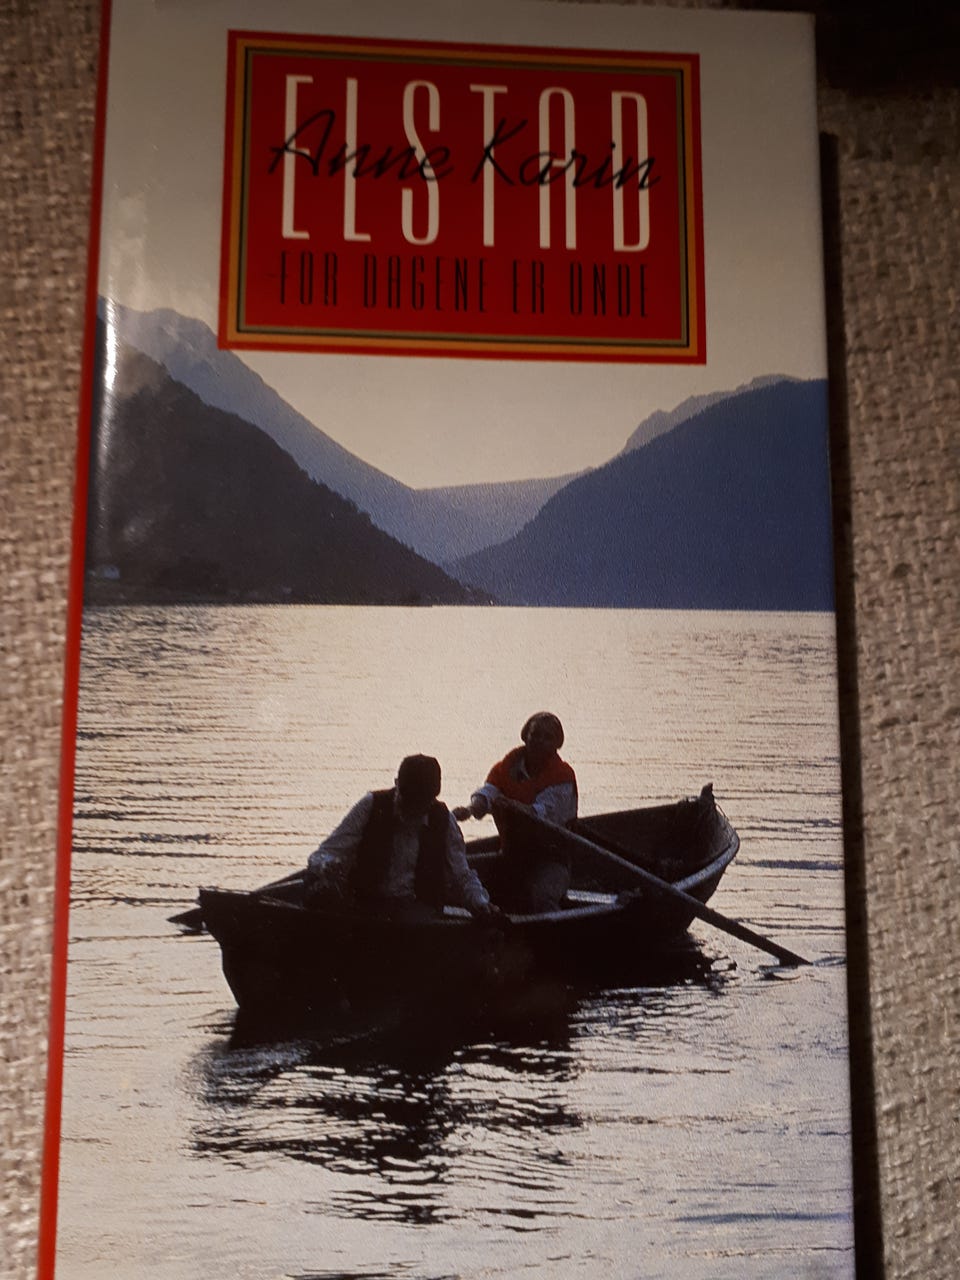 ELSTAD
Anne Karin
-FOR DAGENE ER ONDE